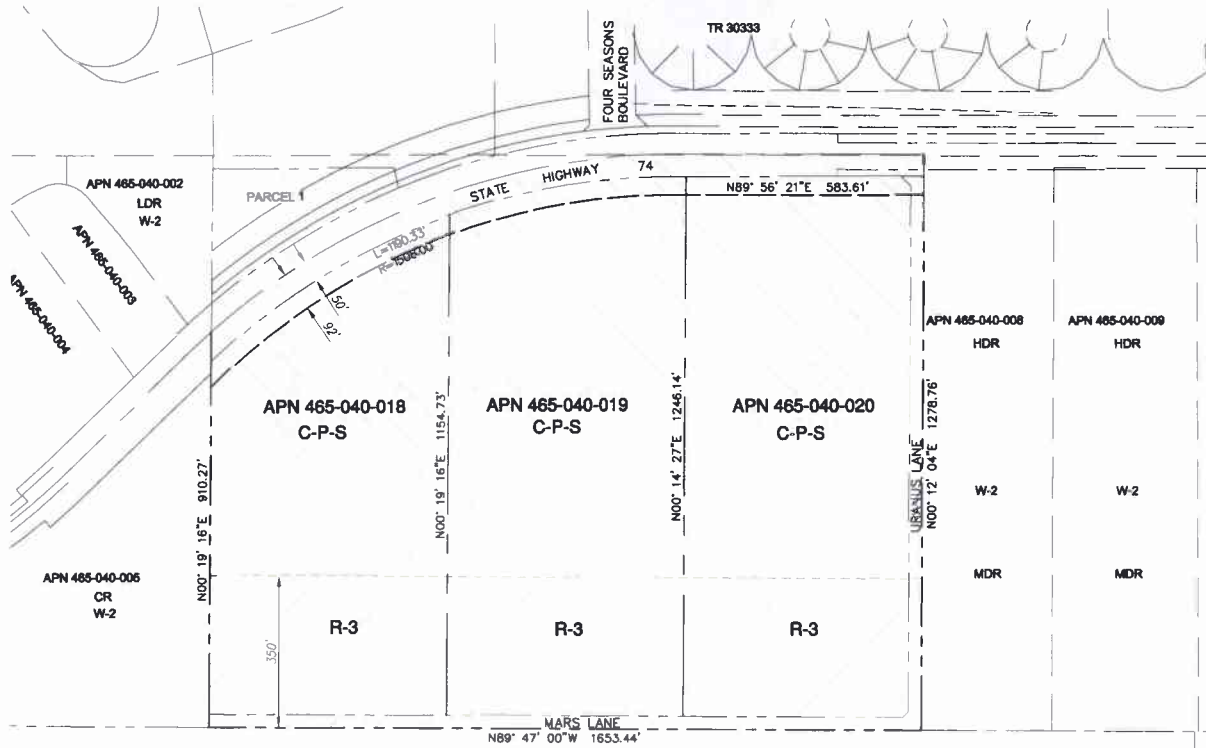 TR 30333
FOUR SEASONS
BOULEVARD
APN 465-040-002
LDR
W-2
PARCEL 1
STATE HIGHWAY 74
N89° 56' 21"E 583.61'
APN 465-040-003
APN 465-040-004
L=1190.33'
50'
92'
APN 465-040-008
HDR
APN 465-040-009
HDR
APN 465-040-018
C-P-S
APN 465-040-019
C-P-S
APN 465-040-020
C-P-S
N00° 19' 16"E 910.27'
N00° 19' 16"E 1154.73'
N00° 14' 27"E 1246.14'
URANUS LANE
N00° 12' 04"E 1278.76'
W-2
W-2
MDR
MDR
APN 465-040-005
CR
W-2
350'
R-3
R-3
R-3
MARS LANE
N89° 47' 00"W 1653.44'